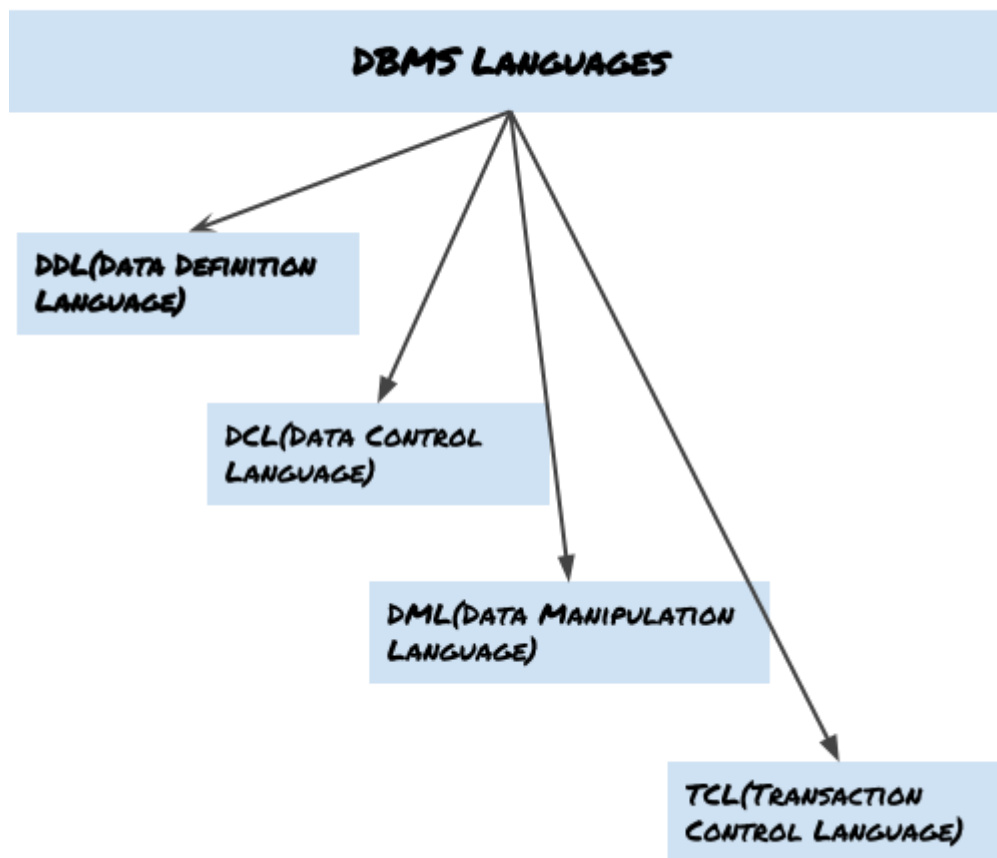 DBMS Languages
DDL(Data Definition
Language)
DCL(Data Control
Language)
DML(Data Manipulation
Language)
TCL(Transaction
Control Language)